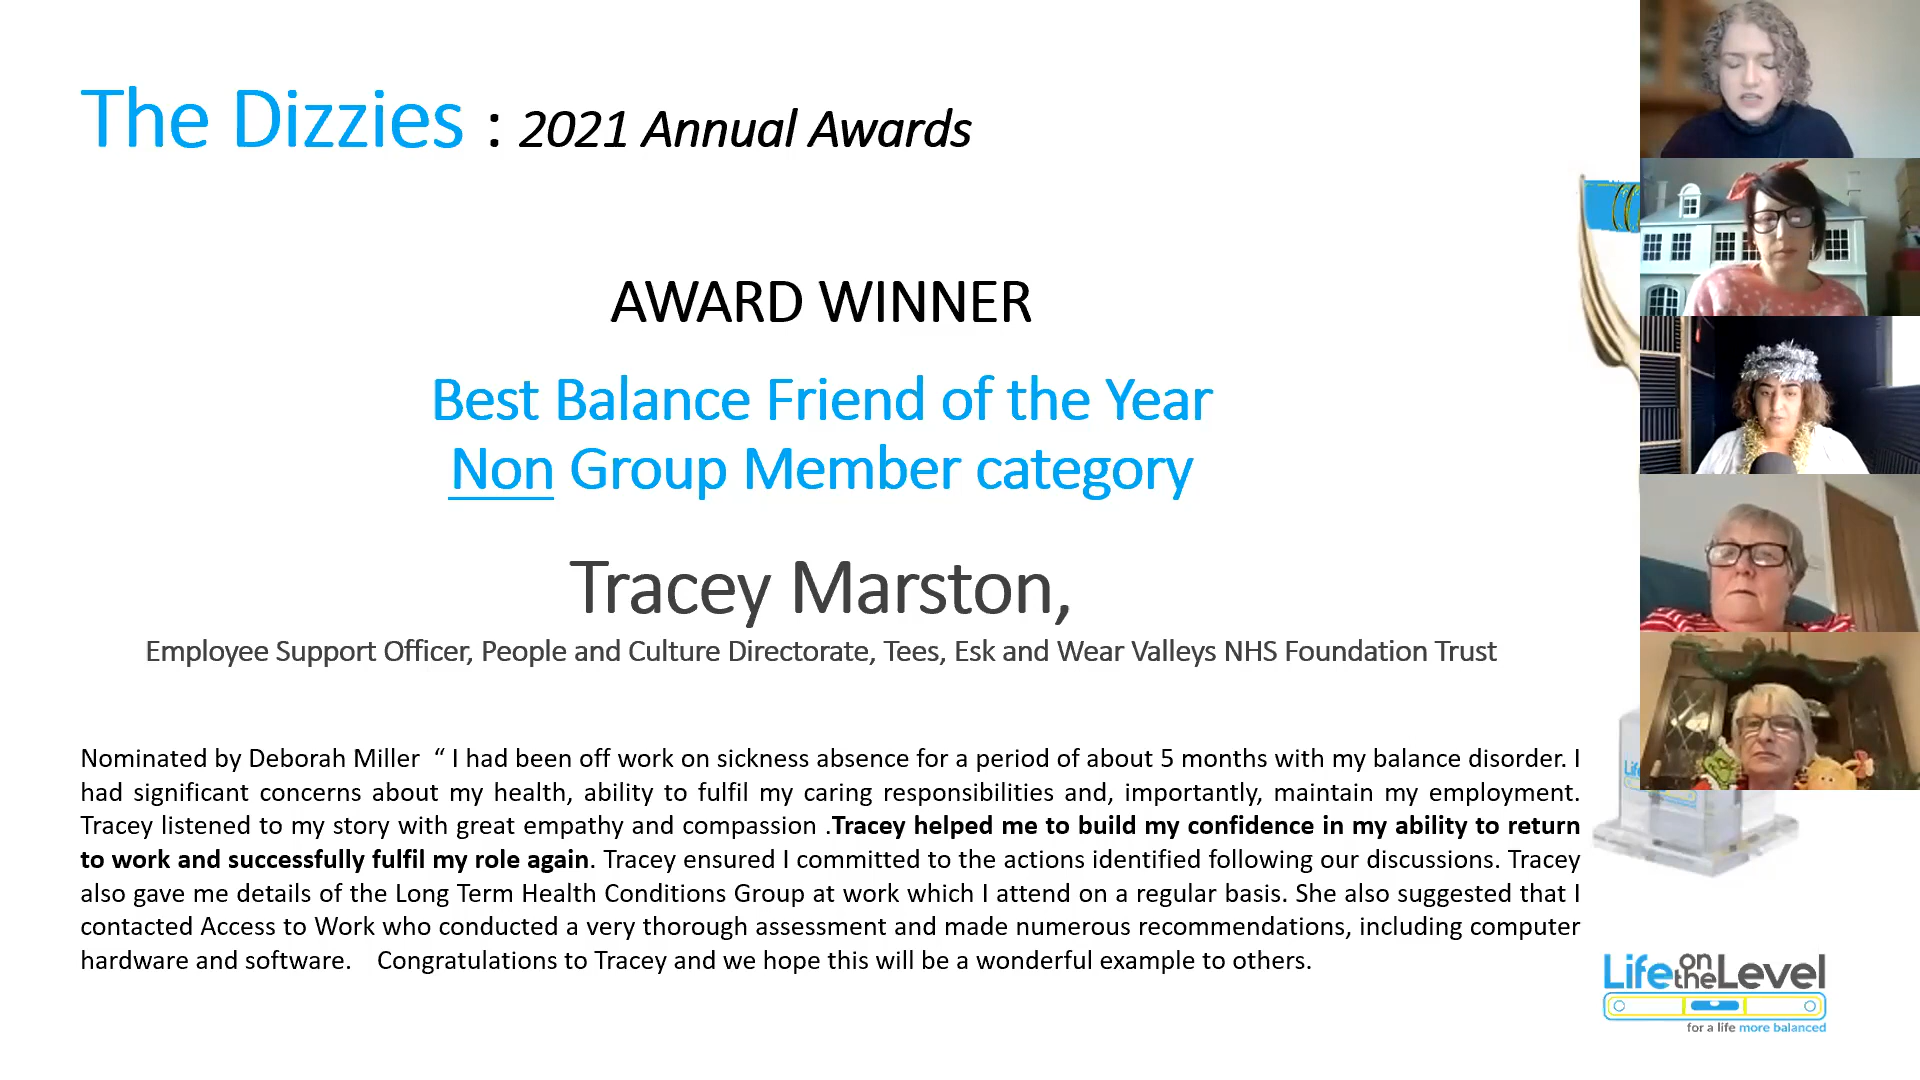 The Dizzies : 2021 Annual Awards
AWARD WINNER
Best Balance Friend of the Year
Non Group Member category
Tracey Marston,
Employee Support Officer, People and Culture Directorate, Tees, Esk and Wear Valleys NHS Foundation Trust
Nominated by Deborah Miller “ I had been off work on sickness absence for a period of about 5 months with my balance disorder. I
had significant concerns about my health, ability to fulfil my caring responsibilities and, importantly, maintain my employment.
Tracey listened to my story with great empathy and compassion .Tracey helped me to build my confidence in my ability to return
to work and successfully fulfil my role again. Tracey ensured I committed to the actions identified following our discussions. Tracey
also gave me details of the Long Term Health Conditions Group at work which I attend on a regular basis. She also suggested that I
contacted Access to Work who conducted a very thorough assessment and made numerous recommendations, including computer
hardware and software. Congratulations to Tracey and we hope this will be a wonderful example to others.
Life on the Level
for a life more balanced